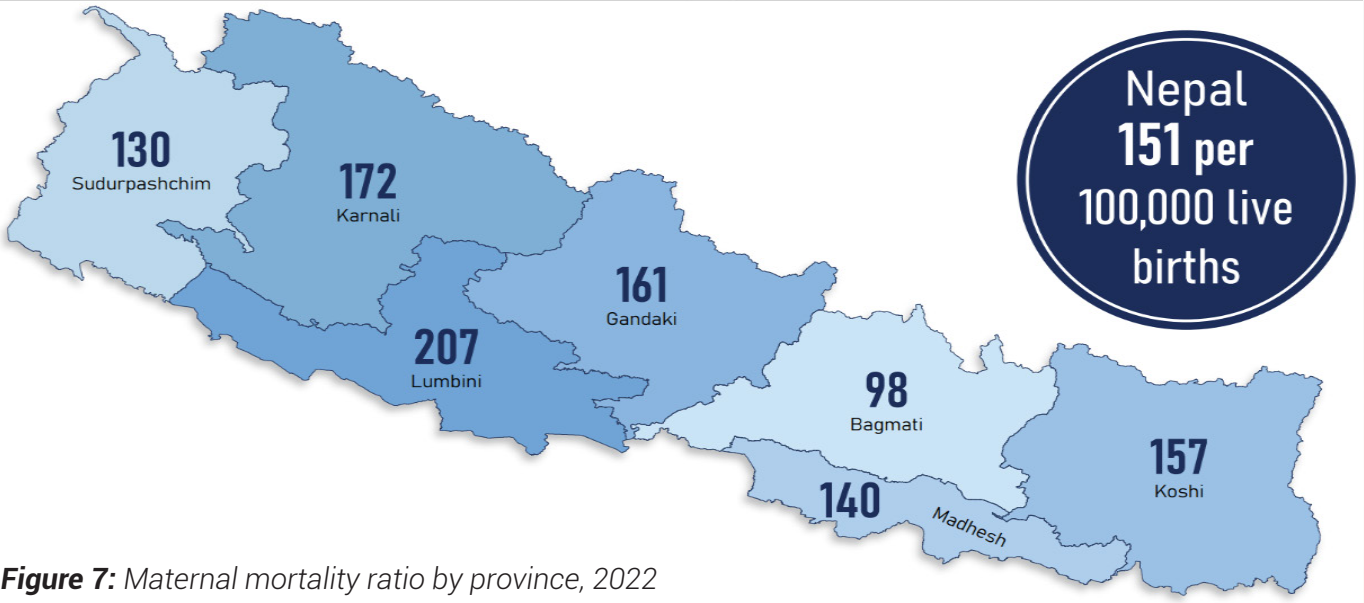 Nepal
151 per
100,000 live
births
130
Sudurpashchim
172
Karnali
161
Gandaki
207
Lumbini
98
Bagmati
157
Koshi
140
Madhesh
Figure 7: Maternal mortality ratio by province, 2022